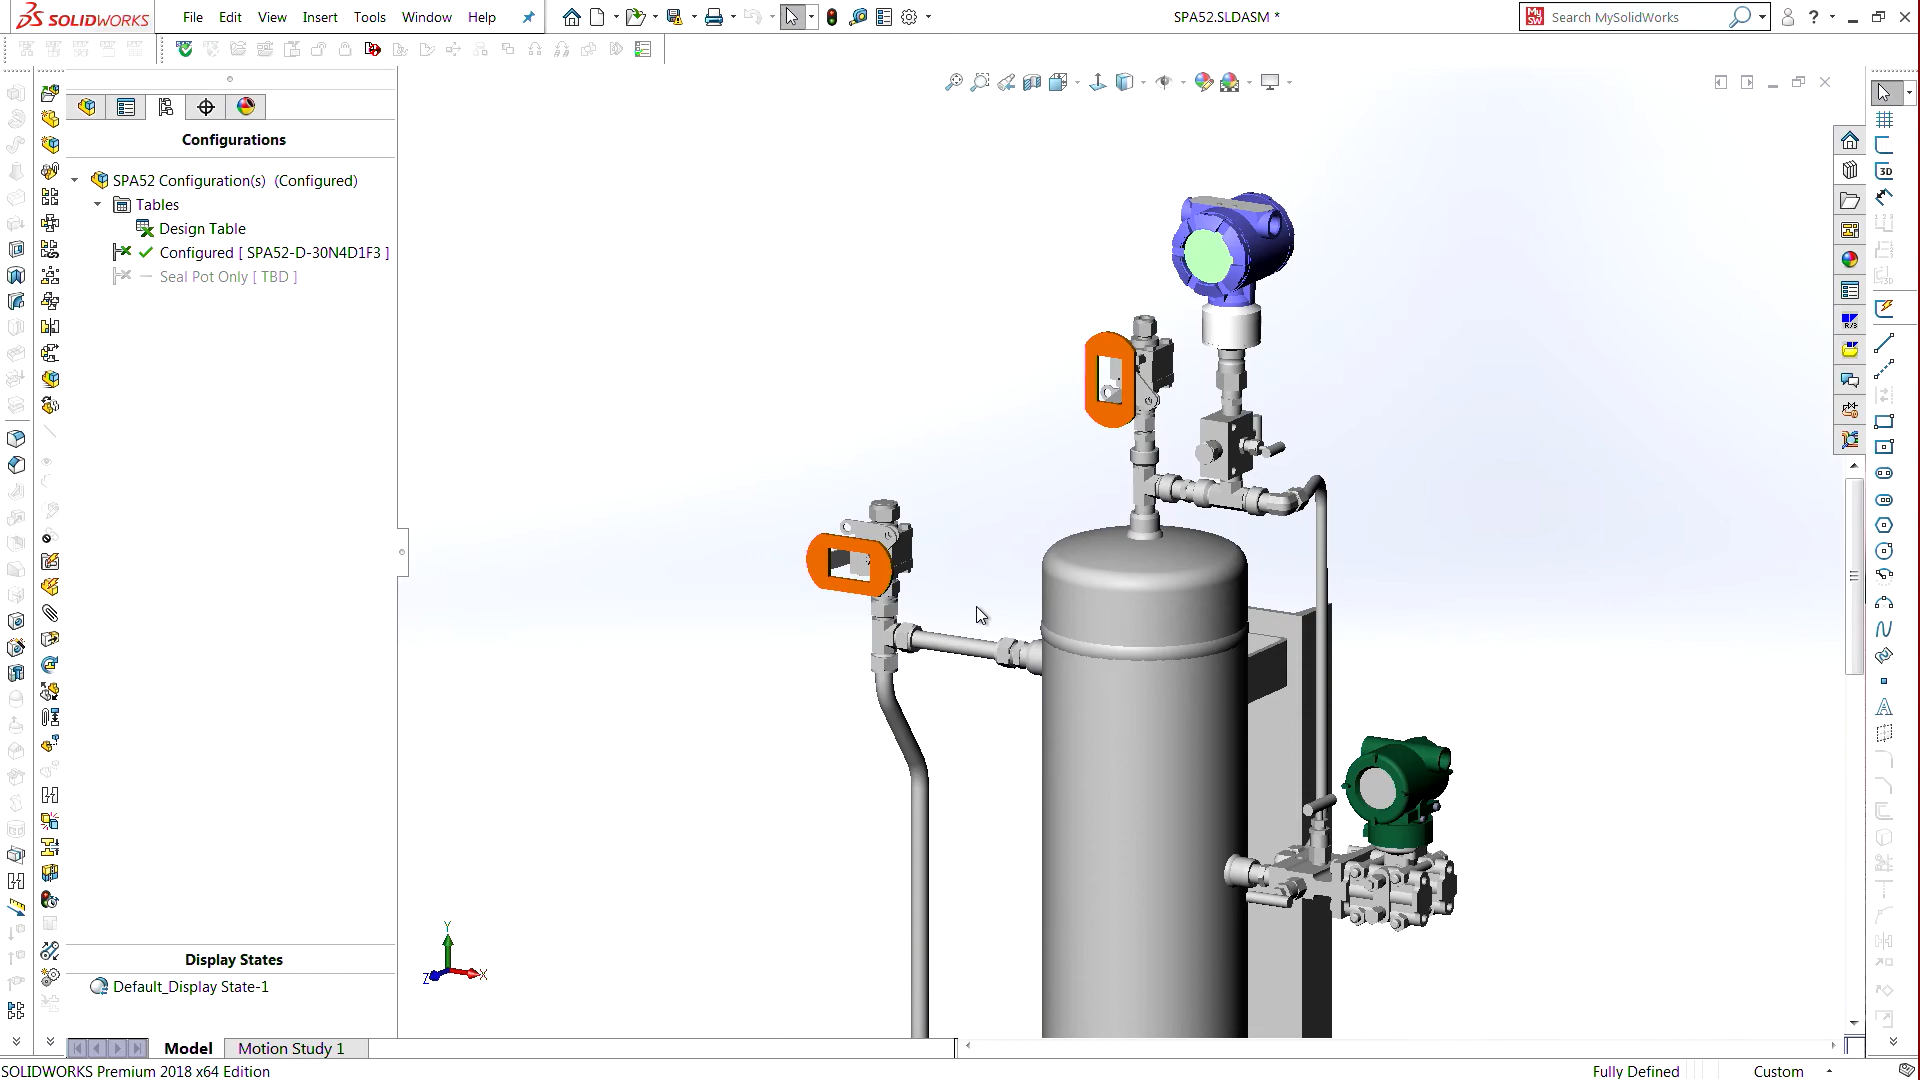 SOLIDWORKS File Edit View Insert Tools Window Help SPA52.SLDASM * Search MySolidWorks ?
Configurations
SPA52 Configuration(s) (Configured)
Tables
Design Table
Configured [ SPA52-D-30N4D1F3 ]
Seal Pot Only [ TBD ]
Y
Z X
Display States
Default_Display State-1
Model Motion Study 1
SOLIDWORKS Premium 2018 x64 Edition Fully Defined Custom